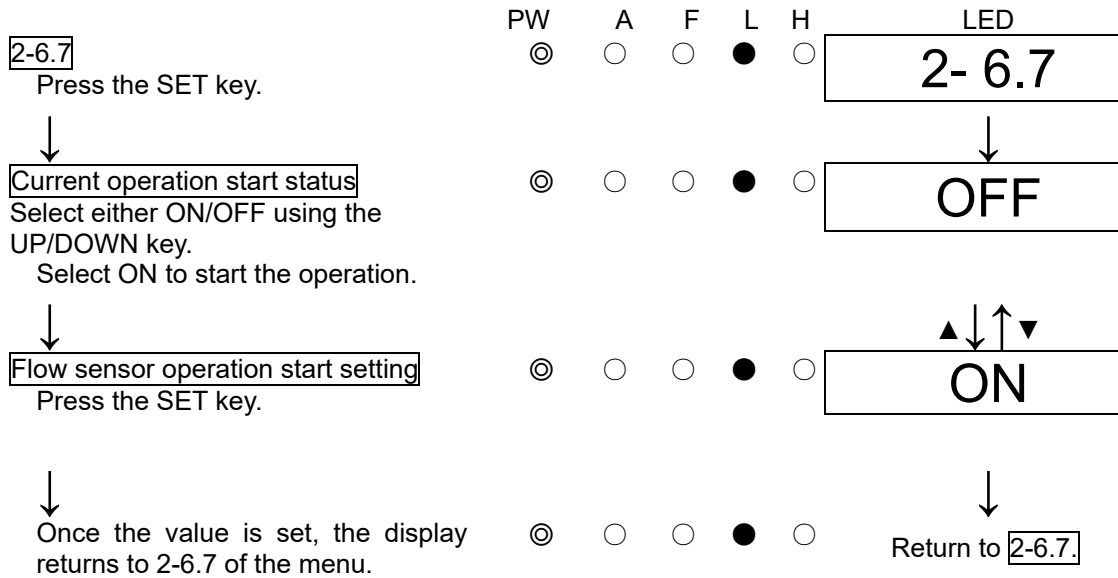 PW A F L H LED
2-6.7 ◎ ○ ○ ● ○ 2- 6.7
Press the SET key.
↓ ↓
Current operation start status ◎ ○ ○ ● ○ OFF
Select either ON/OFF using the
UP/DOWN key.
Select ON to start the operation.
↓ ▲↓↑▼
Flow sensor operation start setting ◎ ○ ○ ● ○ ON
Press the SET key.
↓ ↓
Once the value is set, the display ◎ ○ ○ ● ○ Return to 2-6.7.
returns to 2-6.7 of the menu.